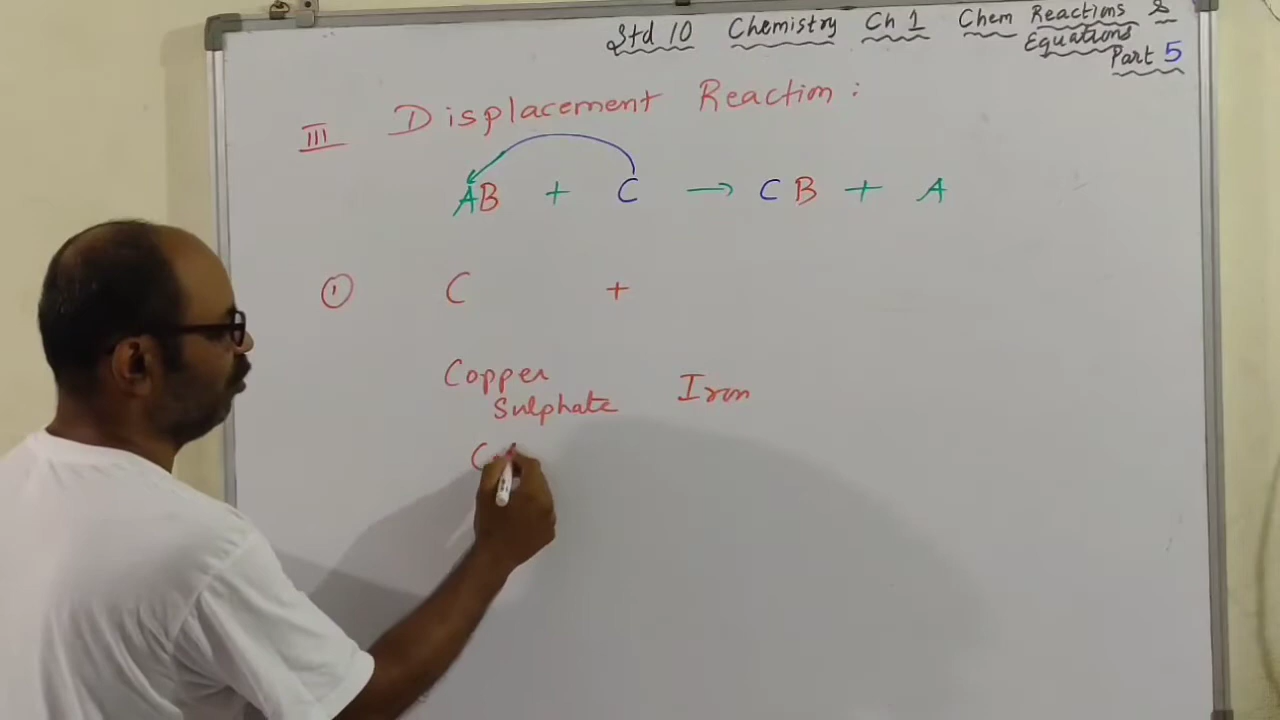 Std 10 Chemistry Ch 1 Chem Reactions &
Equations
Part 5
III Displacement Reaction :
AB + C → CB + A
① C +
Copper
Sulphate Iron
C